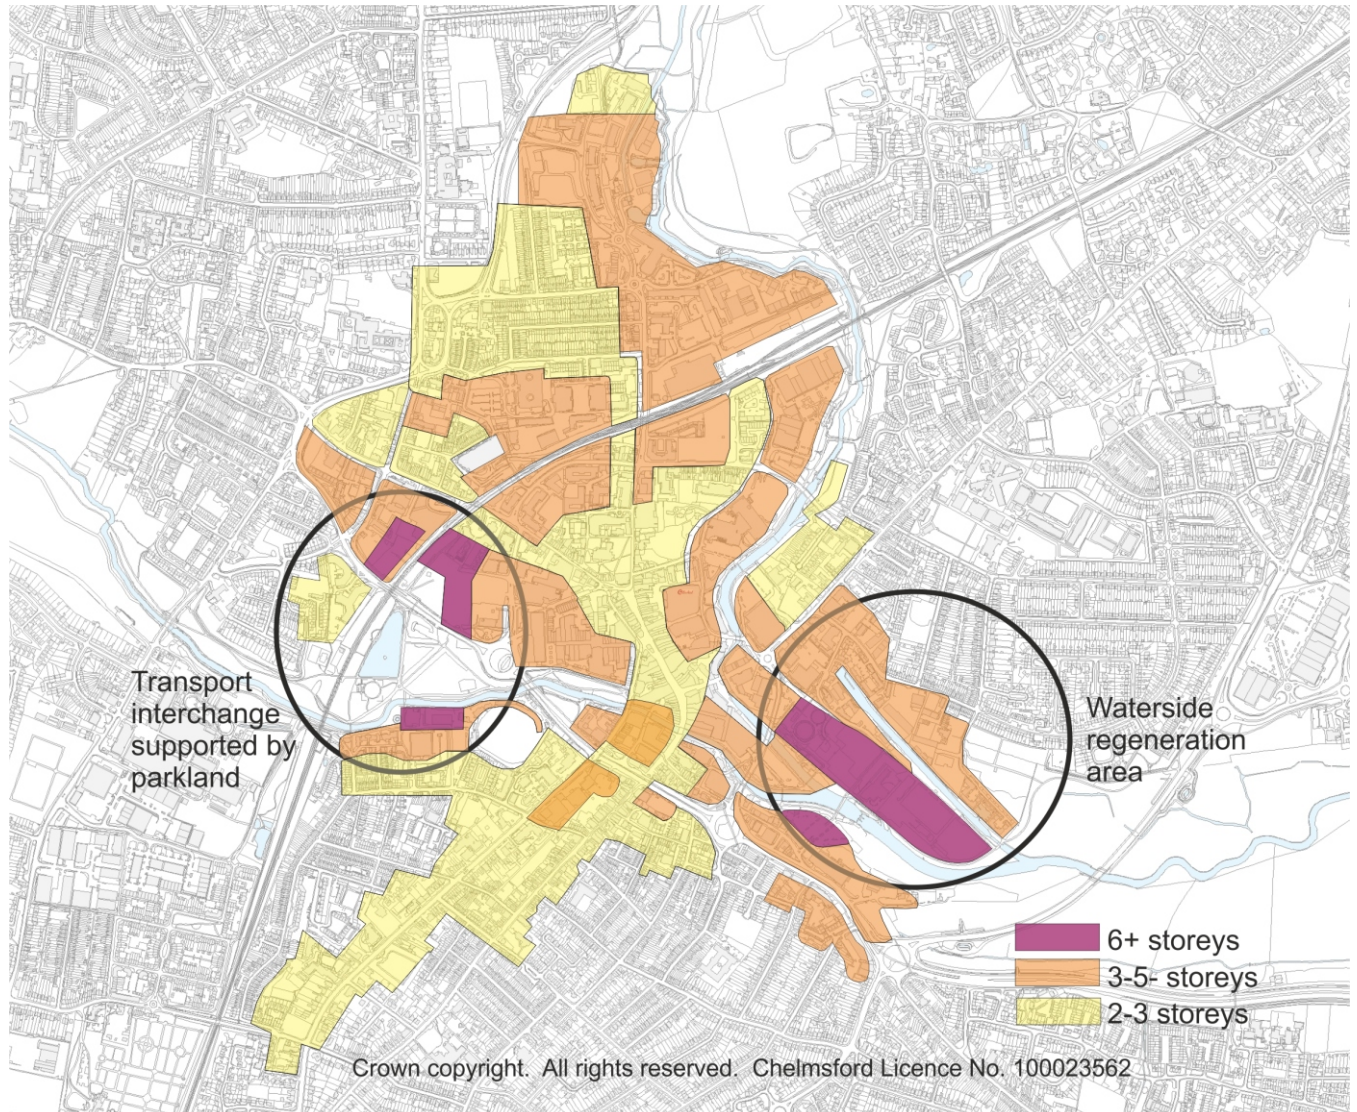 Transport
interchange
supported by
parkland
Waterside
regeneration
area
6+ storeys
3-5- storeys
2-3 storeys
Crown copyright.  All rights reserved.  Chelmsford Licence No. 100023562